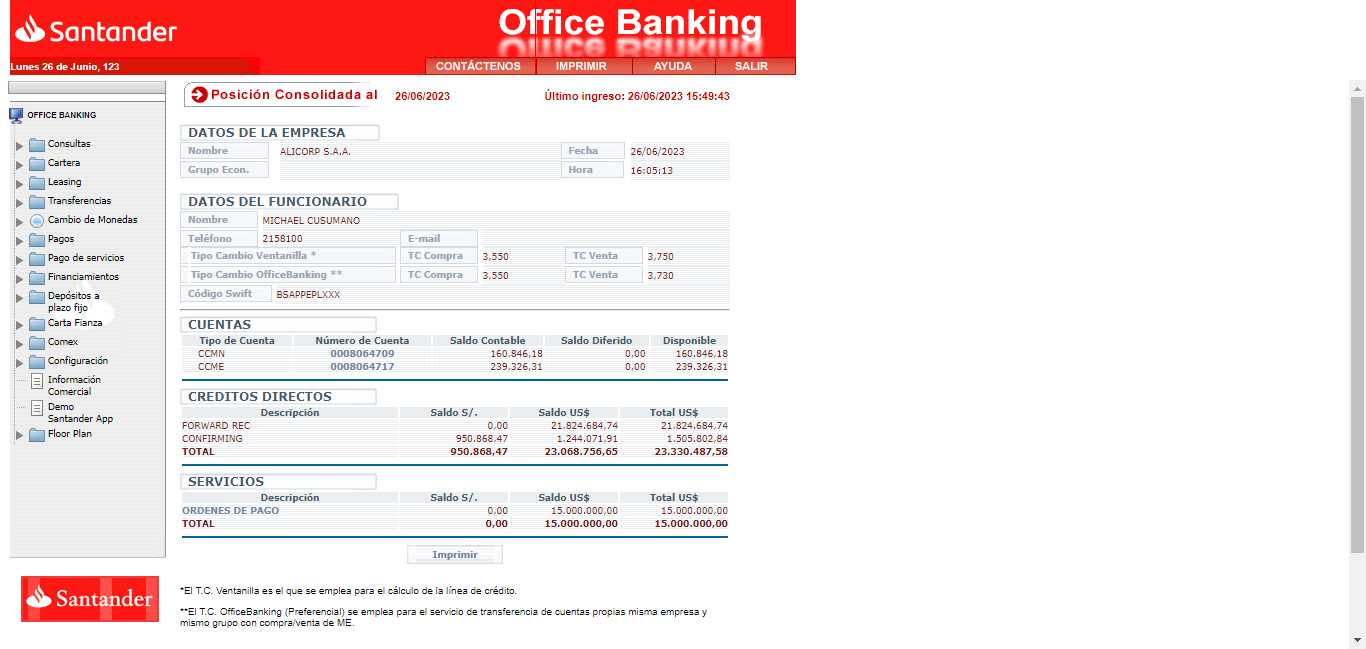 Santander
Office Banking
Lunes 26 de Junio, 123
CONTÁCTENOS IMPRIMIR AYUDA SALIR
OFFICE BANKING
Consultas
Cartera
Leasing
Transferencias
Cambio de Monedas
Pagos
Pago de servicios
Financiamientos
Depósitos a
plazo fijo
Carta Fianza
Comex
Configuración
Información
Comercial
Demo
Santander App
Floor Plan
Santander
Posición Consolidada al 26/06/2023 Último ingreso: 26/06/2023 15:49:43
DATOS DE LA EMPRESA
Nombre ALICORP S.A.A. Fecha 26/06/2023
Grupo Econ. Hora 16:05:13
DATOS DEL FUNCIONARIO
Nombre MICHAEL CUSUMANO
Teléfono 2158100 E-mail
Tipo Cambio Ventanilla * TC Compra 3,550 TC Venta 3,750
Tipo Cambio OfficeBanking ** TC Compra 3,550 TC Venta 3,730
Código Swift BSAPPEPLXXX
CUENTAS
Tipo de Cuenta Número de Cuenta Saldo Contable Saldo Diferido Disponible
CCMN 0008064709 160.846,18 0,00 160.846,18
CCME 0008064717 239.326,31 0,00 239.326,31
CREDITOS DIRECTOS
Descripción Saldo S/. Saldo US$ Total US$
FORWARD REC 0,00 21.824.684,74 21.824.684,74
CONFIRMING 950.868,47 1.244.071,91 1.505.802,84
TOTAL 950.868,47 23.068.756,65 23.330.487,58
SERVICIOS
Descripción Saldo S/. Saldo US$ Total US$
ORDENES DE PAGO 0,00 15.000.000,00 15.000.000,00
TOTAL 0,00 15.000.000,00 15.000.000,00
Imprimir
*El T.C. Ventanilla es el que se emplea para el cálculo de la línea de crédito.
**El T.C. OfficeBanking (Preferencial) se emplea para el servicio de transferencia de cuentas propias misma empresa y
mismo grupo con compra/venta de ME.